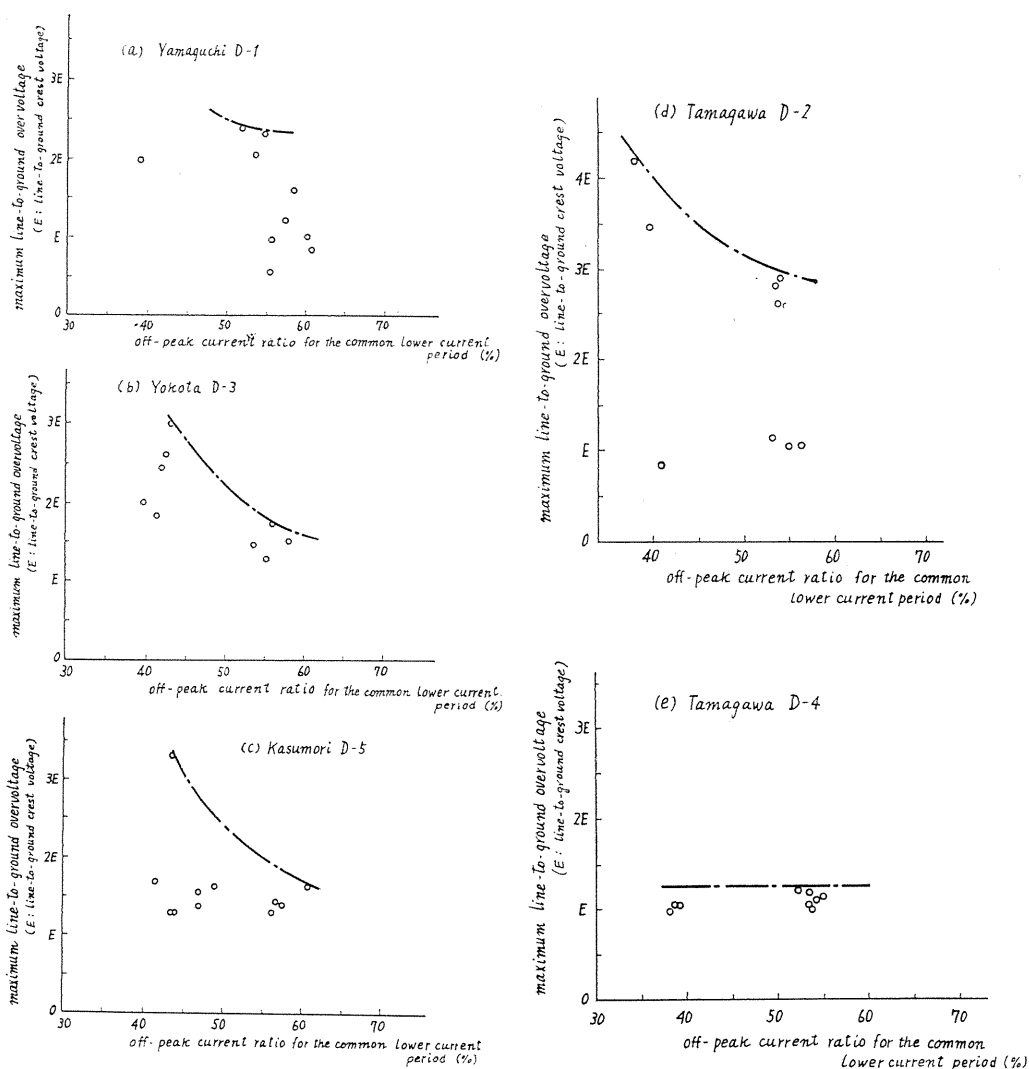 (a) Yamaguchi D-1
maximum line-to-ground overvoltage
(E: line-to-ground crest voltage)
3E
2E
E
0
30 40 50 60 70
off-peak current ratio for the common lower current
period (%)
(b) Yokota D-3
maximum line-to-ground overvoltage
(E: line-to-ground crest voltage)
3E
2E
E
0
30 40 50 60 70
off-peak current ratio for the common lower current.
period (%)
(c) Kasumori D-5
maximum line-to-ground overvoltage
(E: line-to-ground crest voltage)
3E
2E
E
0
30 40 50 60 70
off-peak current ratio for the common lower current
period (%)
(d) Tamagawa D-2
maximum line-to-ground overvoltage
(E: line-to-ground crest voltage)
4E
3E
2E
E
0
40 50 60 70
off-peak current ratio for the common
lower current period (%)
(e) Tamagawa D-4
maximum line-to-ground overvoltage
(E: line-to-ground crest voltage)
3E
2E
E
0
30 40 50 60 70
off-peak current ratio for the common
lower current period (%)